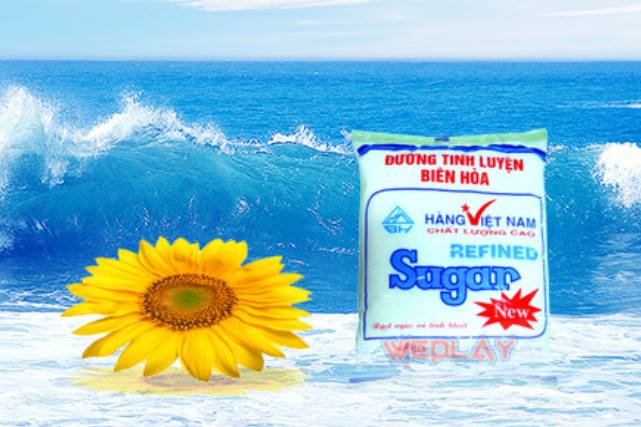 ĐƯỜNG TINH LUYỆN
BIÊN HÒA
BH
HÀNG VIỆT NAM
CHẤT LƯỢNG CAO
REFINED
Sugar
New
WEPLAY